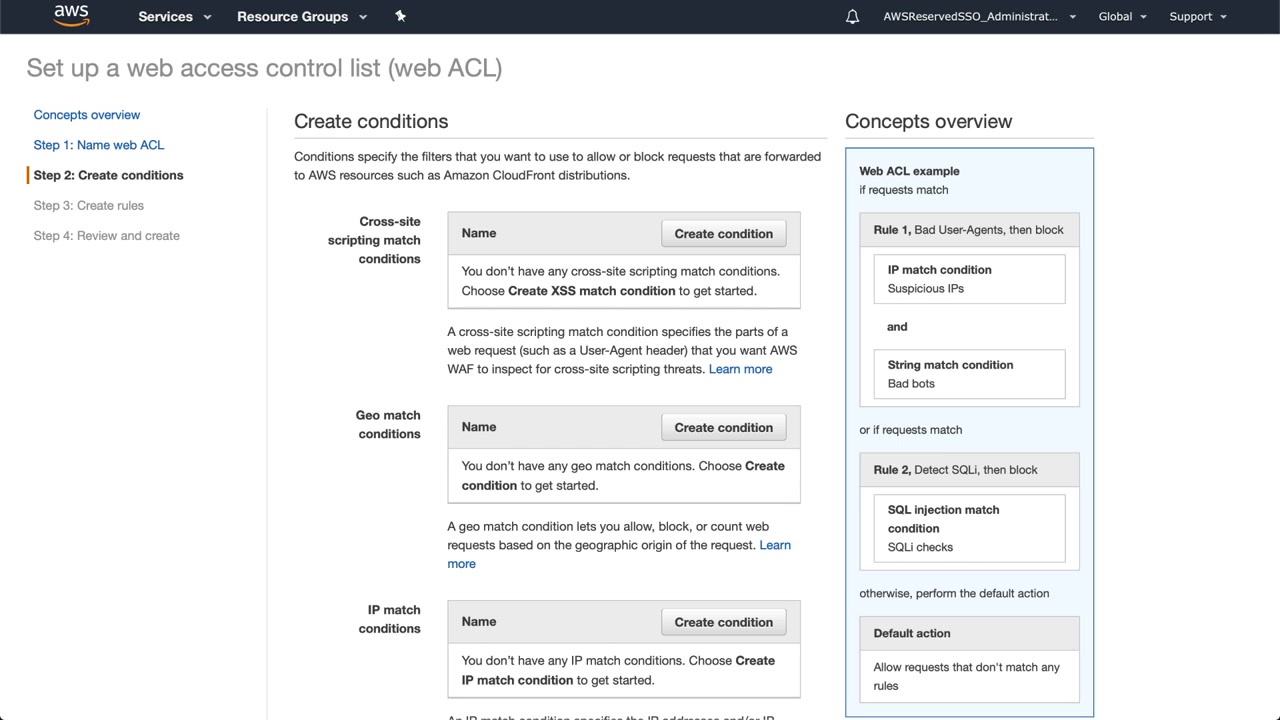 aws
Services
Resource Groups
AWSReservedSSO_Administrat...
Global
Support
Set up a web access control list (web ACL)
Concepts overview
Step 1: Name web ACL
Step 2: Create conditions
Step 3: Create rules
Step 4: Review and create
Create conditions
Conditions specify the filters that you want to use to allow or block requests that are forwarded
to AWS resources such as Amazon CloudFront distributions.
Cross-site
scripting match
conditions
Name
Create condition
You don't have any cross-site scripting match conditions.
Choose Create XSS match condition to get started.
A cross-site scripting match condition specifies the parts of a
web request (such as a User-Agent header) that you want AWS
WAF to inspect for cross-site scripting threats. Learn more
Geo match
conditions
Name
Create condition
You don't have any geo match conditions. Choose Create
condition to get started.
A geo match condition lets you allow, block, or count web
requests based on the geographic origin of the request. Learn
more
IP match
conditions
Name
Create condition
You don't have any IP match conditions. Choose Create
IP match condition to get started.
An IP match condition specifies the IP addresses and/or IP
Concepts overview
Web ACL example
if requests match
Rule 1, Bad User-Agents, then block
IP match condition
Suspicious IPs
and
String match condition
Bad bots
or if requests match
Rule 2, Detect SQLi, then block
SQL injection match
condition
SQLi checks
otherwise, perform the default action
Default action
Allow requests that don't match any
rules